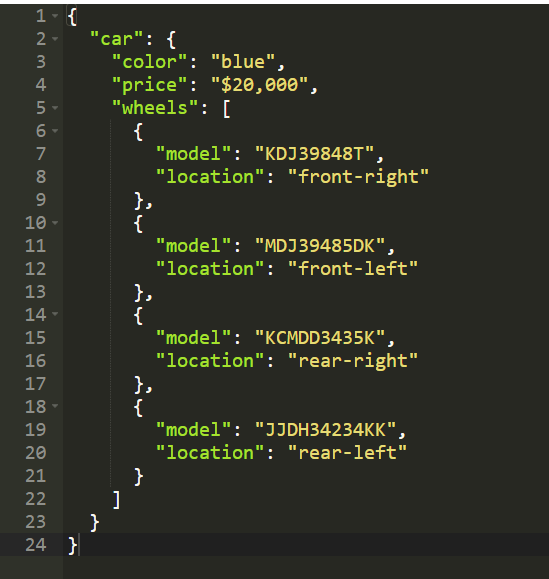 1 {
2   "car": {
3     "color": "blue",
4     "price": "$20,000",
5     "wheels": [
6       {
7         "model": "KDJ39848T",
8         "location": "front-right"
9       },
10       {
11         "model": "MDJ39485DK",
12         "location": "front-left"
13       },
14       {
15         "model": "KCMDD3435K",
16         "location": "rear-right"
17       },
18       {
19         "model": "JJDH34234KK",
20         "location": "rear-left"
21       }
22     ]
23   }
24 }